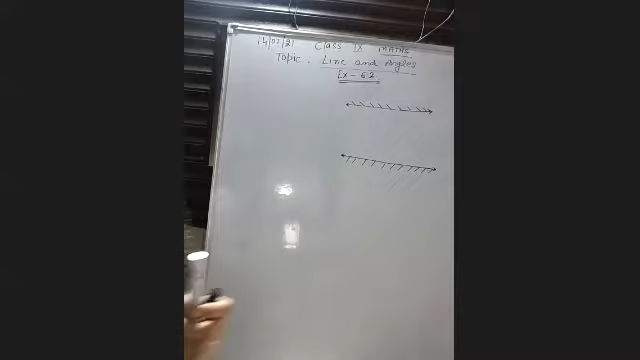 14/07/21 Class IX MATHS
Topic : Line and Angles
Ex - 6.2